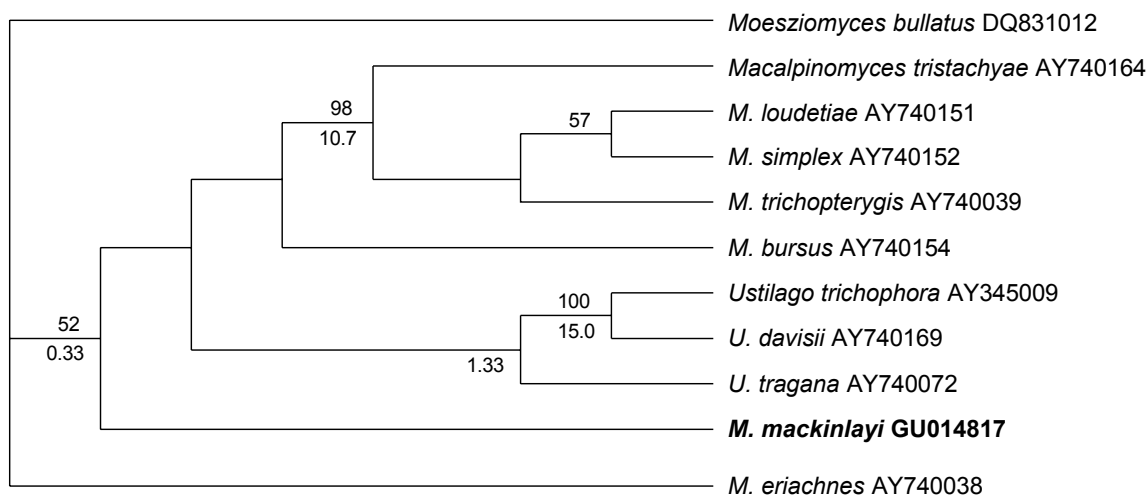 Moesziomyces bullatus DQ831012
Macalpinomyces tristachyae AY740164
98
10.7
57
M. loudetiae AY740151
M. simplex AY740152
M. trichopterygis AY740039
M. bursus AY740154
Ustilago trichophora AY345009
100
15.0
U. davisii AY740169
1.33
U. tragana AY740072
52
0.33
M. mackinlayi GU014817
M. eriachnes AY740038